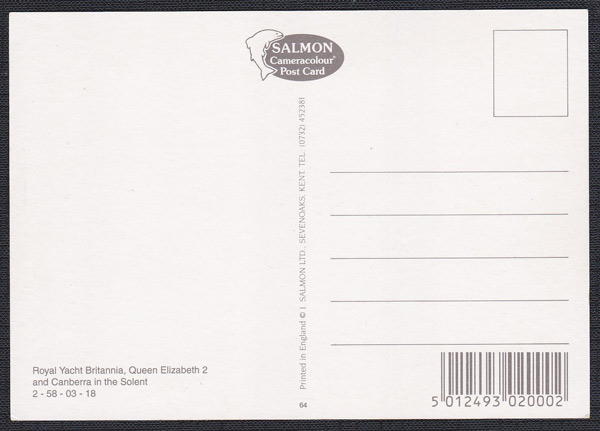 SALMON
Cameracolour®
Post Card
Printed in England © J. SALMON LTD., SEVENOAKS, KENT. TEL. (0732) 452381
Royal Yacht Britannia, Queen Elizabeth 2
and Canberra in the Solent
2 - 58 - 03 - 18
64
5 012493 020002